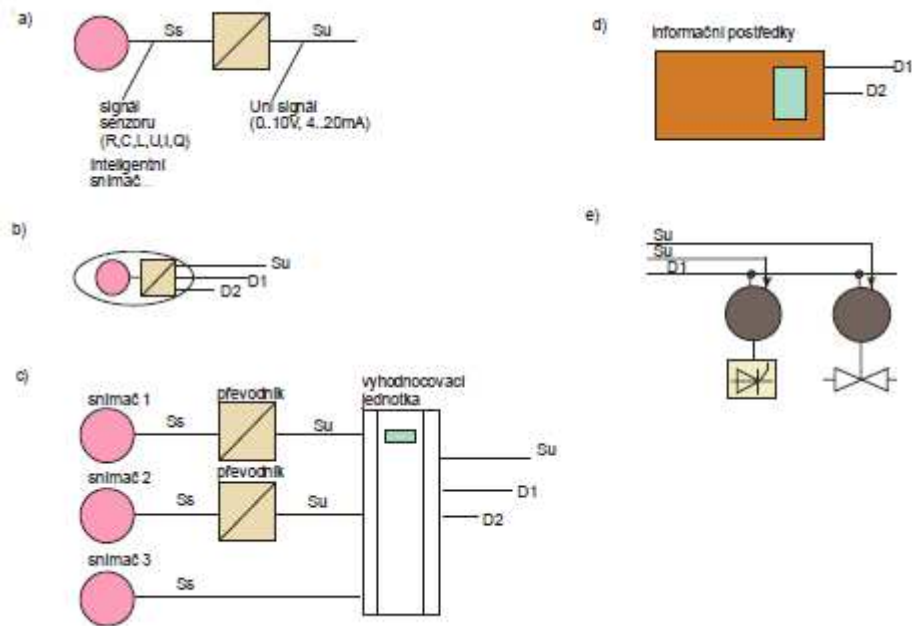 a)
Ss
Su
signál
senzoru
(R,C,L,U,I,Q)
Inteligentní
snímač...
Uni signál
(0..10V, 4..20mA)
b)
Su
D1
D2
c)
snímač 1
Ss
převodník
Su
vyhodnocovací
jednotka
snímač 2
Ss
převodník
Su
snímač 3
Ss
Su
D1
D2
d)
Informační postředky
D1
D2
e)
Su
Su
D1